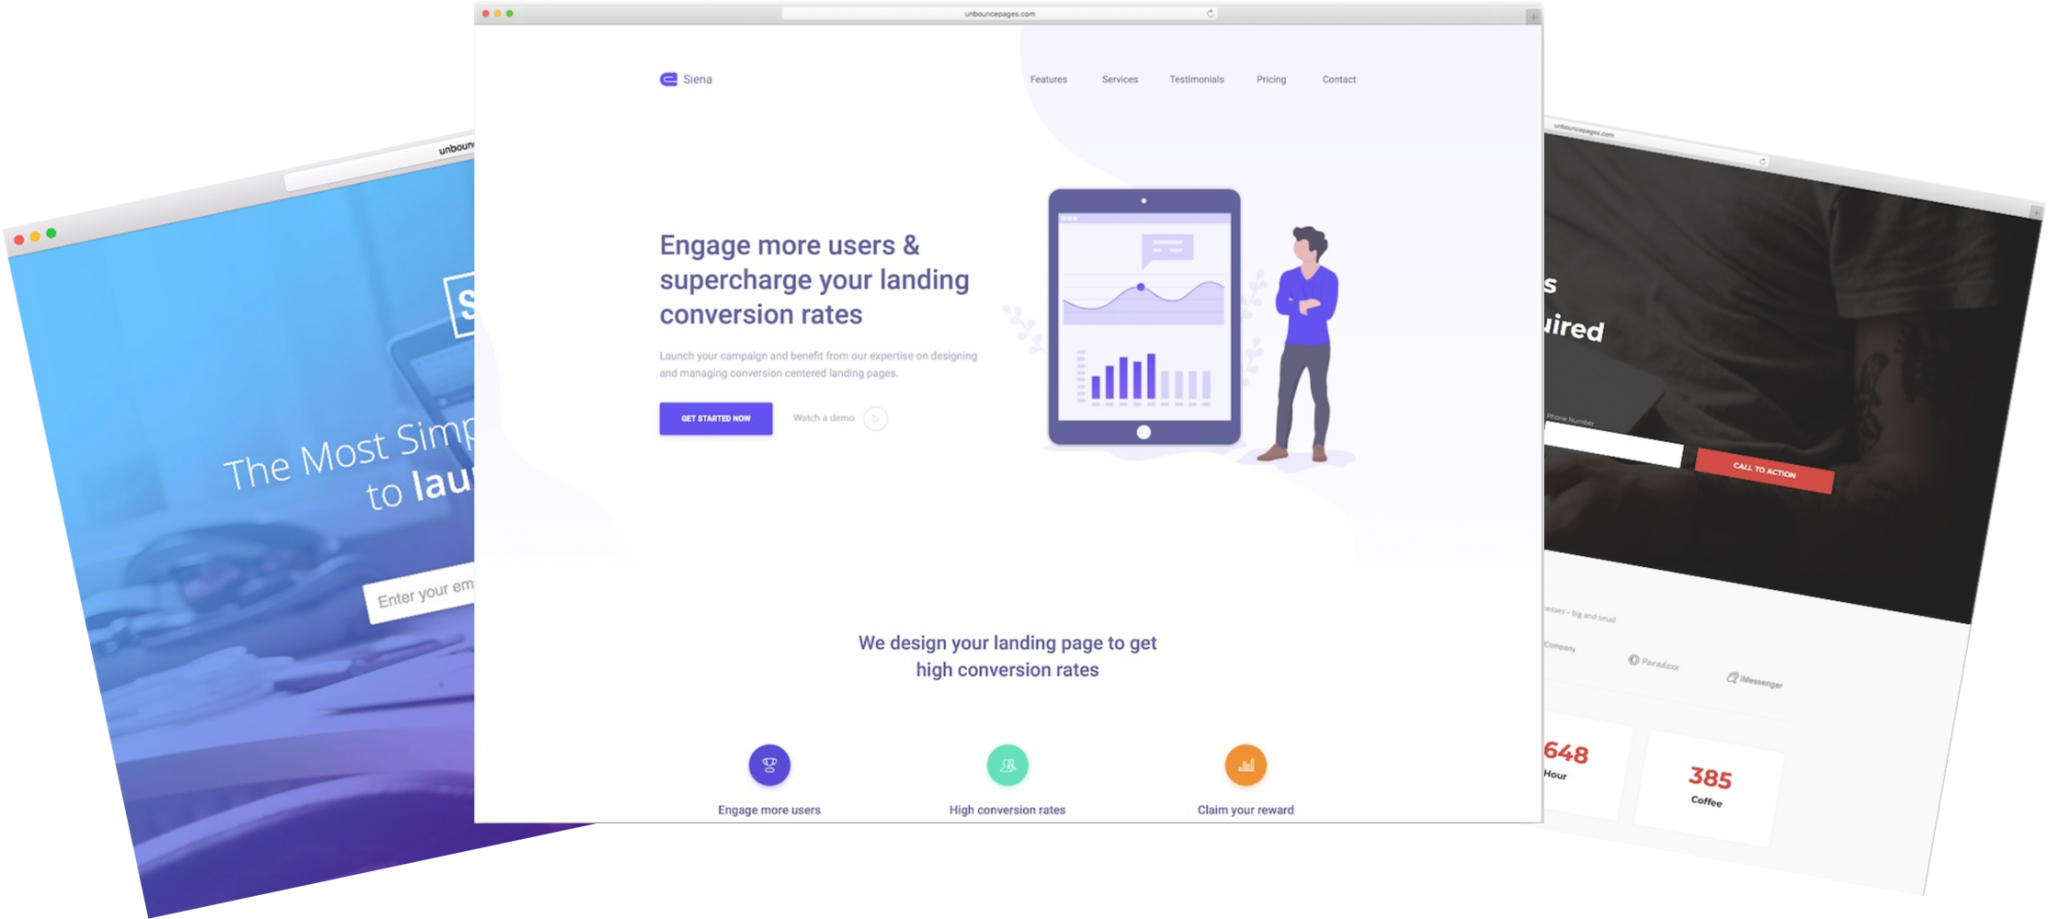 unbouncepages.com
Siena
Features
Services
Testimonials
Pricing
Contact
Engage more users &
supercharge your landing
conversion rates
Launch your campaign and benefit from our expertise on designing
and managing conversion centered landing pages.
GET STARTED NOW
Watch a demo
We design your landing page to get
high conversion rates
Engage more users
High conversion rates
Claim your reward
unboun
S
The Most Simp
to lau
Enter your em
unbouncepages.com
s
uired
Phone Number
CALL TO ACTION
nesses – big and small
Company
Paradoxx
iMessenger
648
Hour
385
Coffee